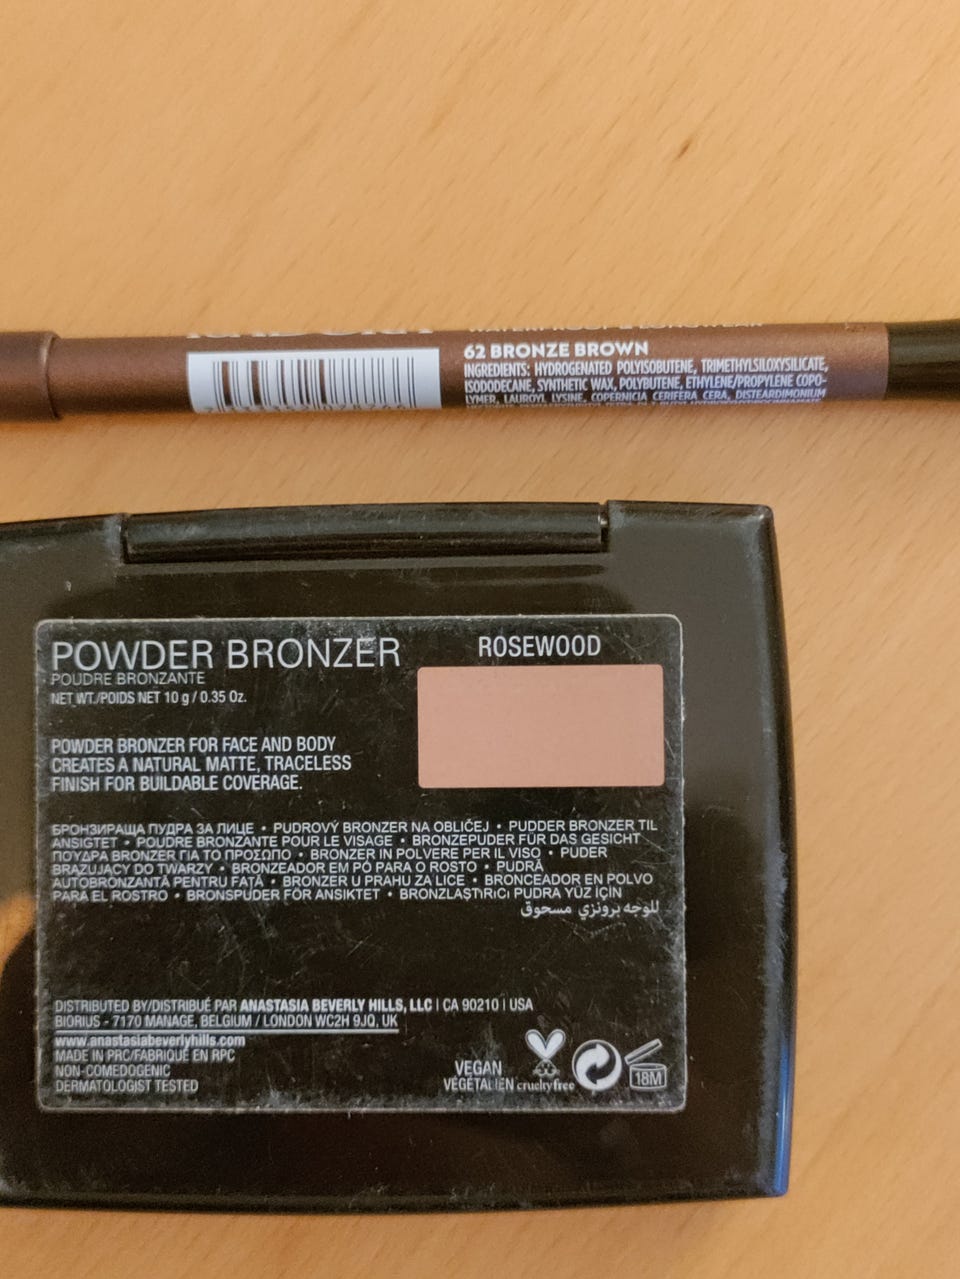 62 BRONZE BROWN
INGREDIENTS: HYDROGENATED POLYISOBUTENE, TRIMETHYLSILOXYSILICATE,
ISODODECANE, SYNTHETIC WAX, POLYBUTENE, ETHYLENE/PROPYLENE COPO-
LYMER, LAUROYL LYSINE, COPERNICIA CERIFERA CERA, DISTEARDIMONIUM
POWDER BRONZER
POUDRE BRONZANTE
NET WT./POIDS NET 10 g / 0.35 Oz.
ROSEWOOD
POWDER BRONZER FOR FACE AND BODY
CREATES A NATURAL MATTE, TRACELESS
FINISH FOR BUILDABLE COVERAGE.
БРОНЗИРАЩА ПУДРА ЗА ЛИЦЕ • PUDROVÝ BRONZER NA OBLIČEJ • PUDDER BRONZER TIL
ANSIGTET • POUDRE BRONZANTE POUR LE VISAGE • BRONZEPUDER FÜR DAS GESICHT
ΠΟΥΔΡΑ BRONZER ΓΙΑ ΤΟ ΠΡΟΣΩΠΟ • BRONZER IN POLVERE PER IL VISO • PUDER
BRĄZUJĄCY DO TWARZY • BRONZEADOR EM PÓ PARA O ROSTO • PUDRĂ
AUTOBRONZANTĂ PENTRU FAȚĂ • BRONZER U PRAHU ZA LICE • BRONCEADOR EN POLVO
PARA EL ROSTRO • BRONSPUDER FÖR ANSIKTET • BRONZLAŞTIRICI PUDRA YÜZ İÇİN
للوجه برونزي مسحوق
DISTRIBUTED BY/DISTRIBUÉ PAR ANASTASIA BEVERLY HILLS, LLC | CA 90210 | USA
BIORIUS - 7170 MANAGE, BELGIUM / LONDON WC2H 9JQ, UK
www.anastasiabeverlyhills.com
MADE IN PRC/FABRIQUÉ EN RPC
NON-COMEDOGENIC
DERMATOLOGIST TESTED
VEGAN
VÉGÉTALIEN
crueltyfree
18M